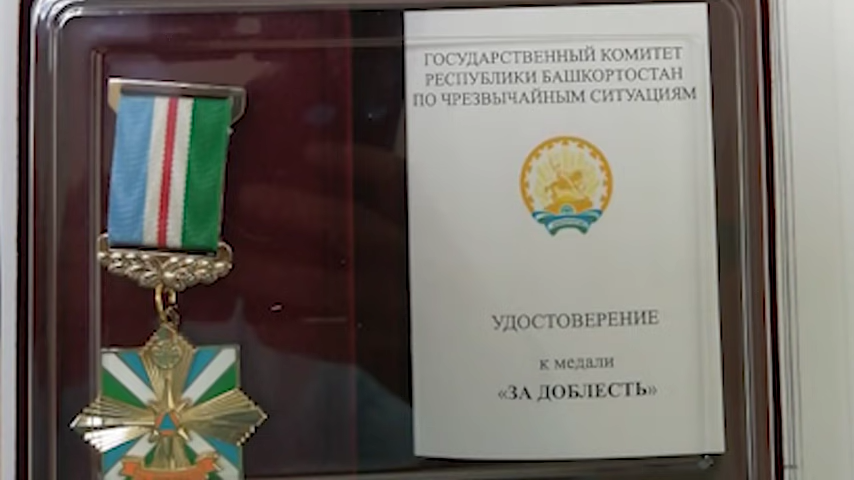 ГОСУДАРСТВЕННЫЙ КОМИТЕТ
РЕСПУБЛИКИ БАШКОРТОСТАН
ПО ЧРЕЗВЫЧАЙНЫМ СИТУАЦИЯМ
УДОСТОВЕРЕНИЕ
к медали
«ЗА ДОБЛЕСТЬ»